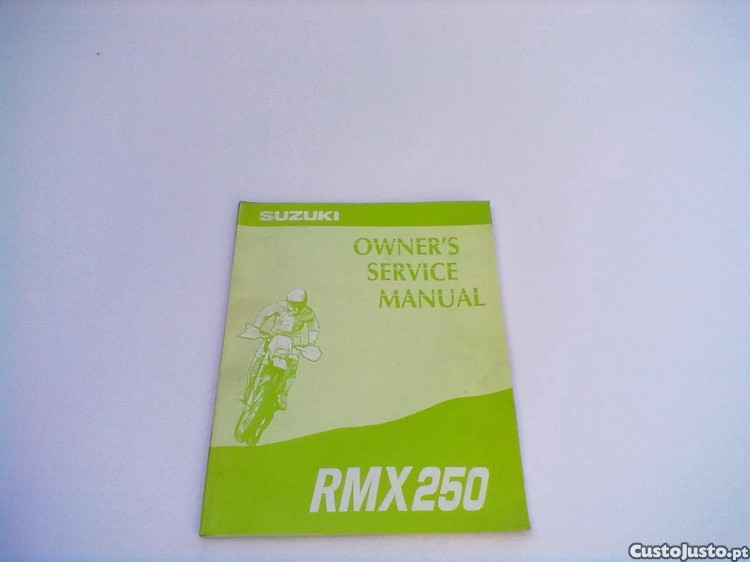 SUZUKI
OWNER'S
SERVICE
MANUAL
RMX250
CustoJusto.pt